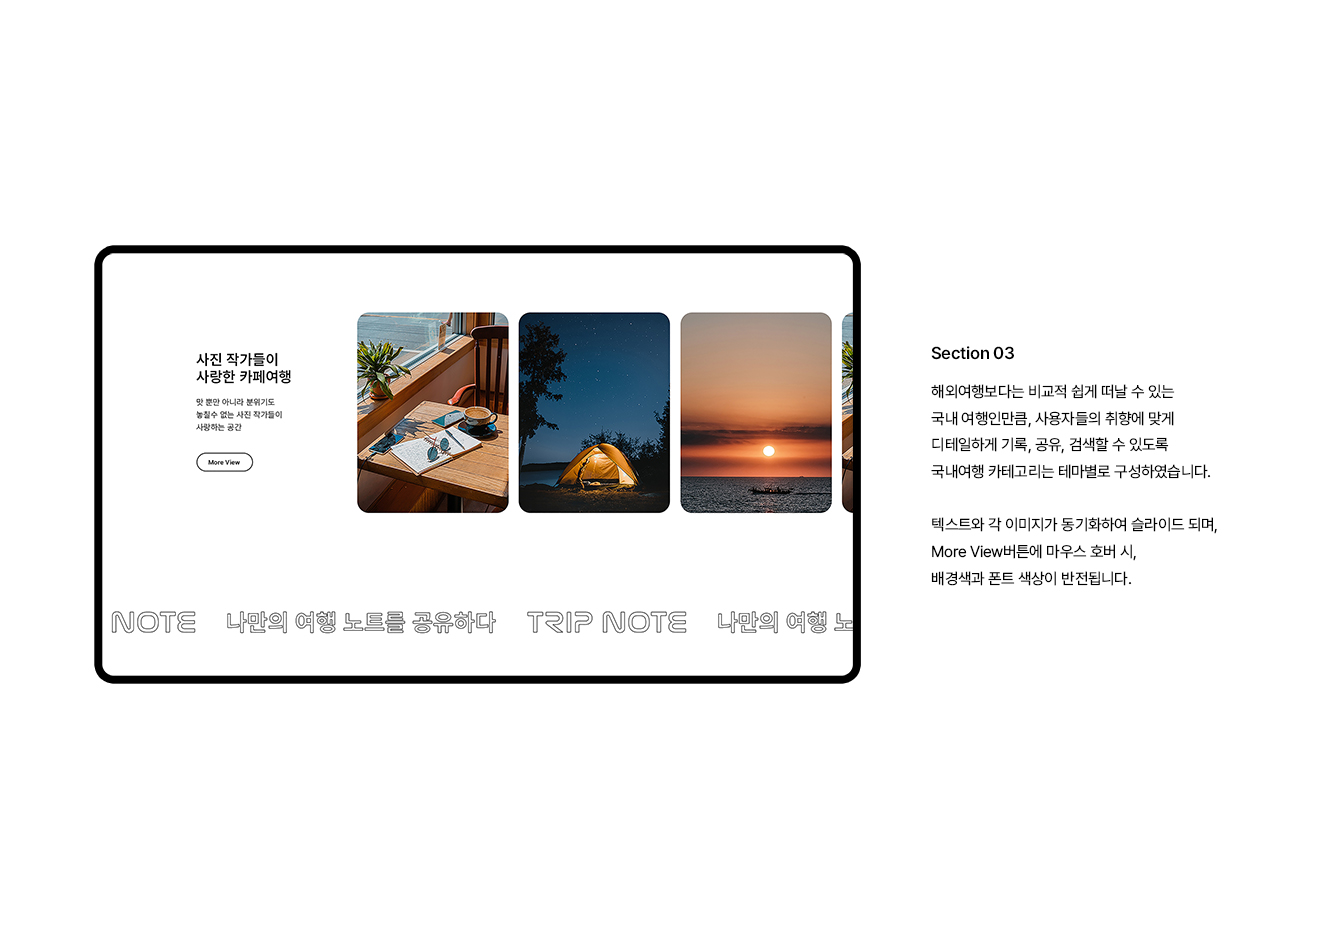 사진 작가들이
사랑한 카페여행
맛 뿐만 아니라 분위기도
놓칠수 없는 사진 작가들이
사랑하는 공간
More View
NOTE 나만의 여행 노트를 공유하다 TRIP NOTE 나만의 여행 노
Section 03
해외여행보다는 비교적 쉽게 떠날 수 있는
국내 여행인만큼, 사용자들의 취향에 맞게
디테일하게 기록, 공유, 검색할 수 있도록
국내여행 카테고리는 테마별로 구성하였습니다.
텍스트와 각 이미지가 동기화하여 슬라이드 되며,
More View버튼에 마우스 호버 시,
배경색과 폰트 색상이 반전됩니다.